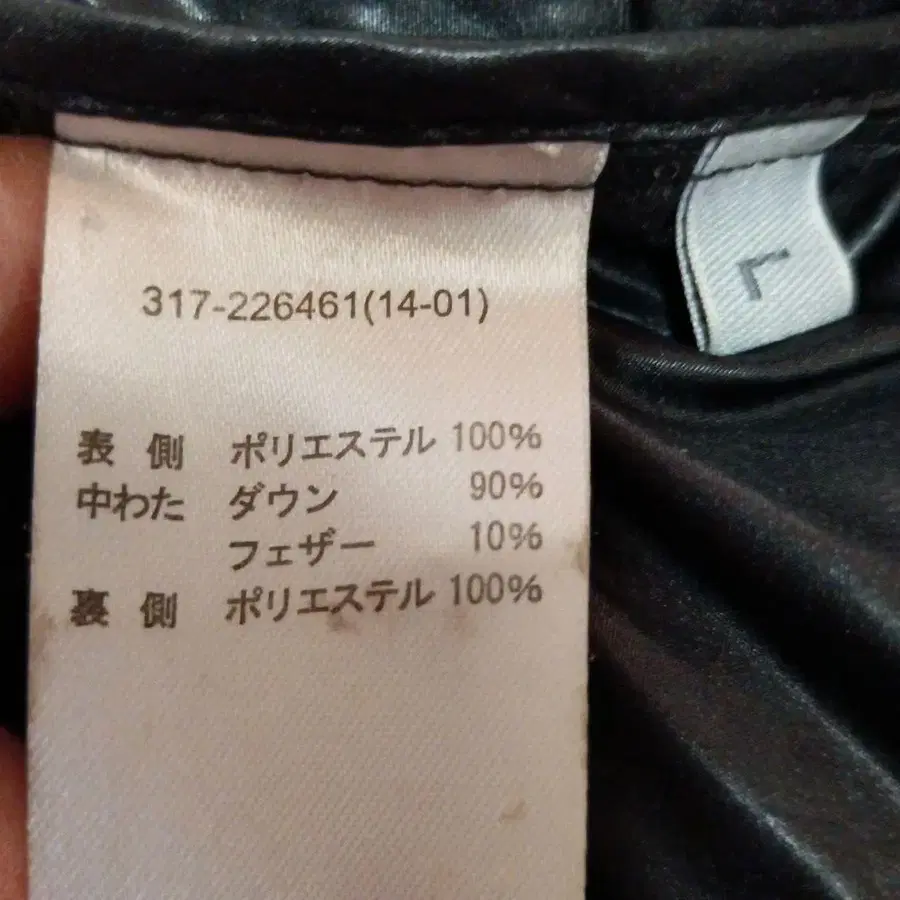 317-226461(14-01)
L
表 側 ポリエステル 100%
中わた ダウン 90%
フェザー 10%
裏 側 ポリエステル 100%